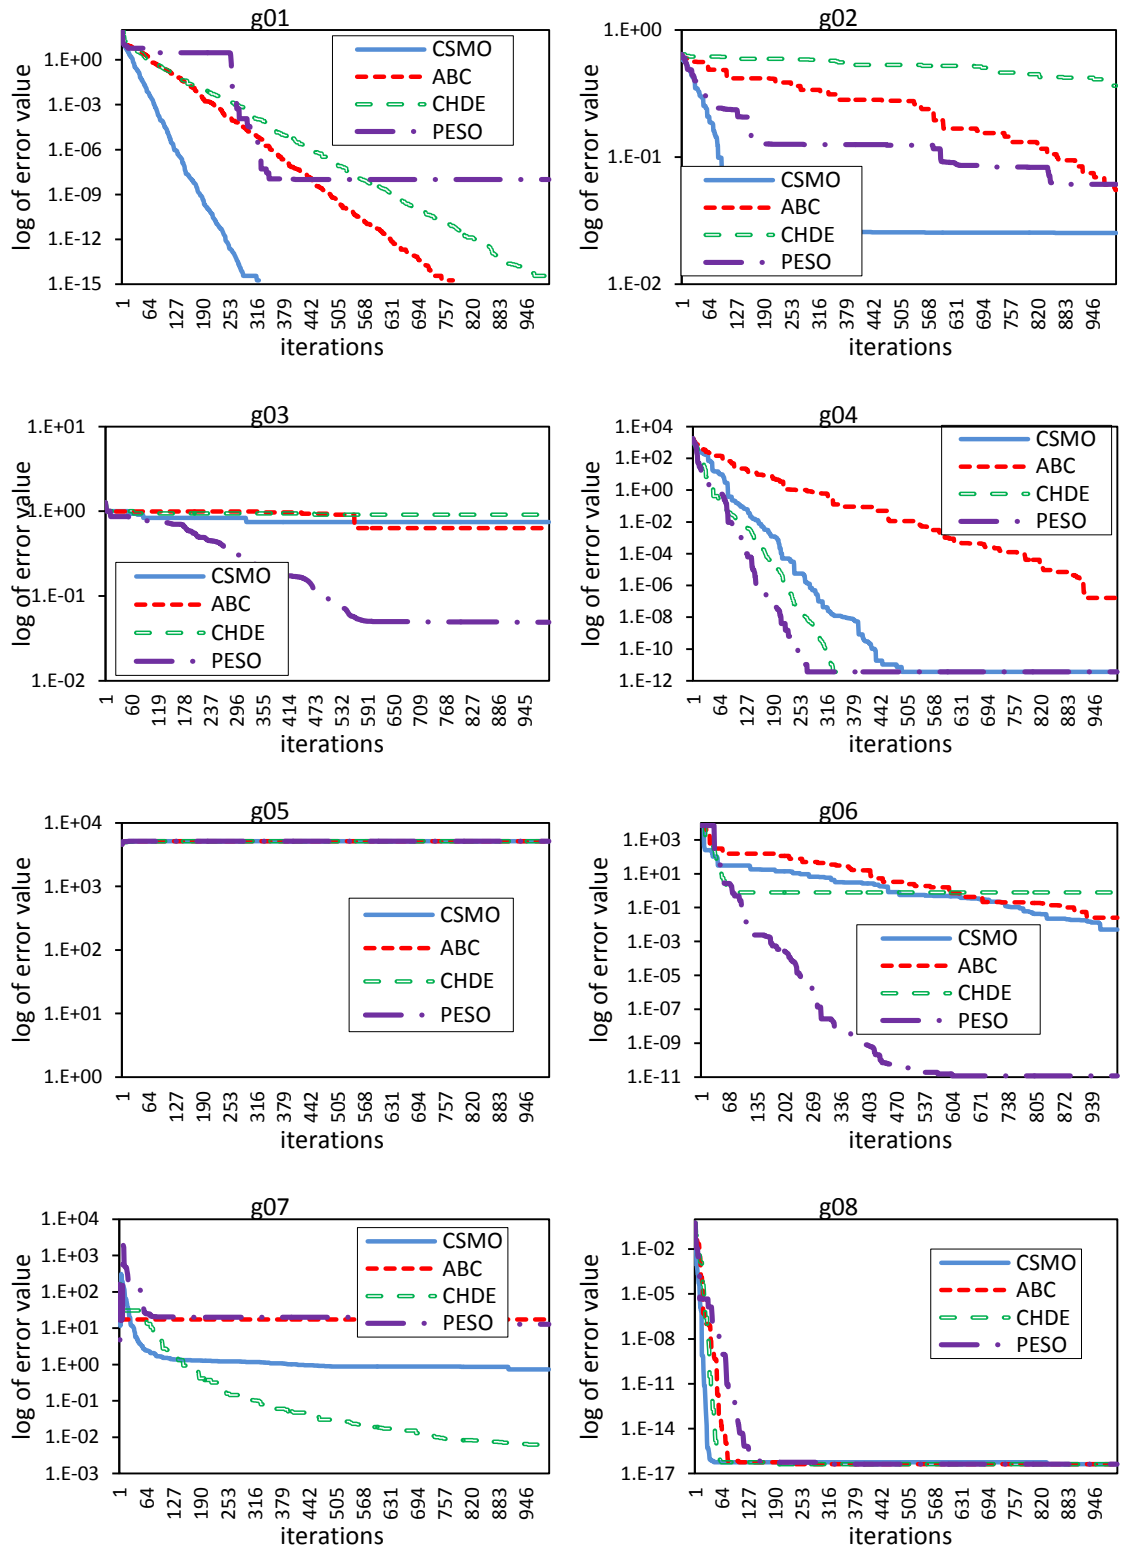 g01
log of error value
1.E+00
1.E-03
1.E-06
1.E-09
1.E-12
1.E-15
CSMO
ABC
CHDE
PESO
1 64 127 190 253 316 379 442 505 568 631 694 757 820 883 946
iterations
g02
log of error value
1.E+00
1.E-01
1.E-02
CSMO
ABC
CHDE
PESO
1 64 127 190 253 316 379 442 505 568 631 694 757 820 883 946
iterations
g03
log of error value
1.E+01
1.E+00
1.E-01
1.E-02
CSMO
ABC
CHDE
PESO
1 60 119 178 237 296 355 414 473 532 591 650 709 768 827 886 945
iterations
g04
log of error value
1.E+04
1.E+02
1.E+00
1.E-02
1.E-04
1.E-06
1.E-08
1.E-10
1.E-12
CSMO
ABC
CHDE
PESO
1 64 127 190 253 316 379 442 505 568 631 694 757 820 883 946
iterations
g05
log of error value
1.E+04
1.E+03
1.E+02
1.E+01
1.E+00
CSMO
ABC
CHDE
PESO
1 64 127 190 253 316 379 442 505 568 631 694 757 820 883 946
iterations
g06
log of error value
1.E+03
1.E+01
1.E-01
1.E-03
1.E-05
1.E-07
1.E-09
1.E-11
CSMO
ABC
CHDE
PESO
1 68 135 202 269 336 403 470 537 604 671 738 805 872 939
iterations
g07
log of error value
1.E+04
1.E+03
1.E+02
1.E+01
1.E+00
1.E-01
1.E-02
1.E-03
CSMO
ABC
CHDE
PESO
1 64 127 190 253 316 379 442 505 568 631 694 757 820 883 946
iterations
g08
log of error value
1.E-02
1.E-05
1.E-08
1.E-11
1.E-14
1.E-17
CSMO
ABC
CHDE
PESO
1 64 127 190 253 316 379 442 505 568 631 694 757 820 883 946
iterations